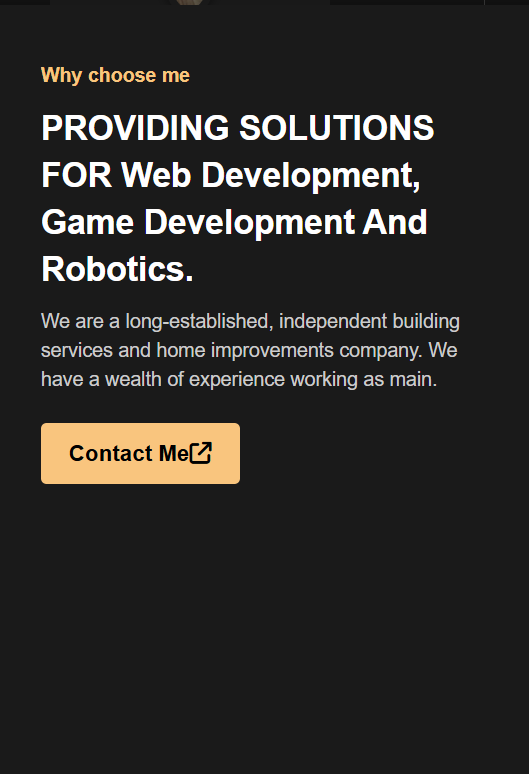 Why choose me
PROVIDING SOLUTIONS
FOR Web Development,
Game Development And
Robotics.
We are a long-established, independent building
services and home improvements company. We
have a wealth of experience working as main.
Contact Me